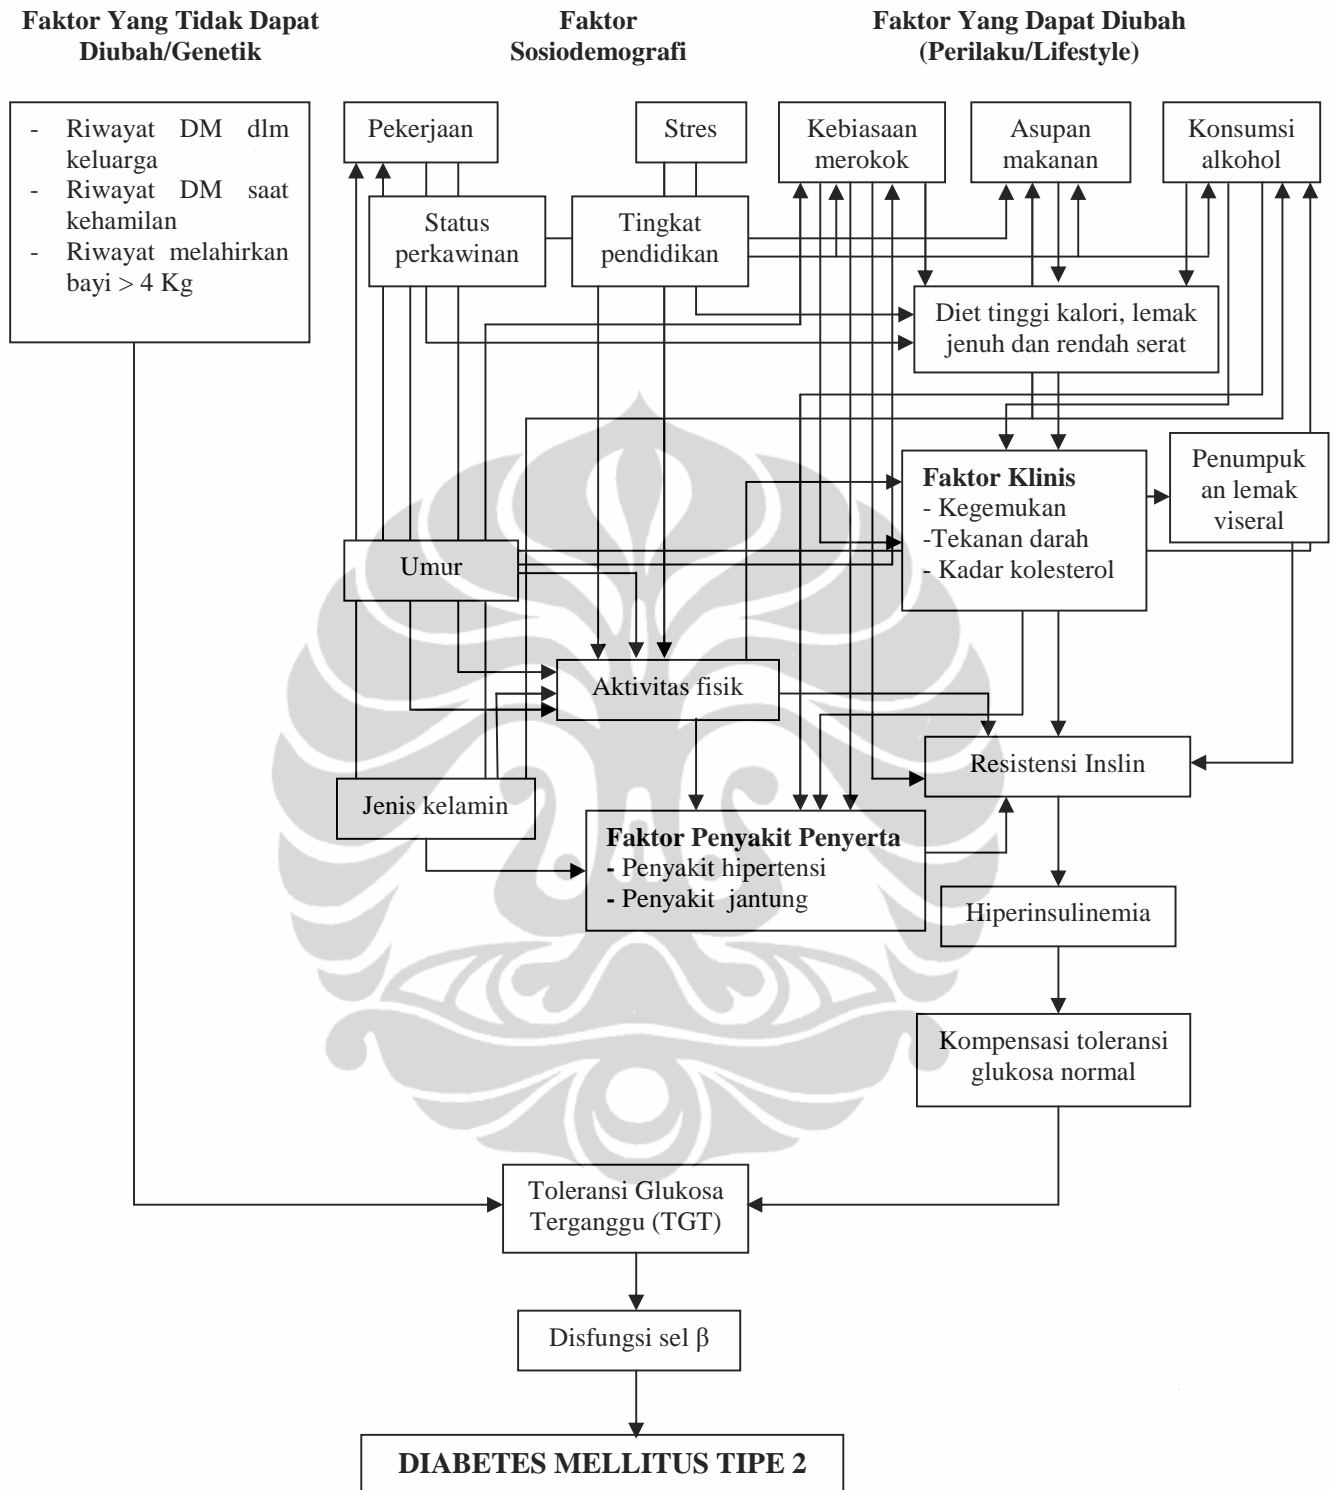 Faktor Yang Tidak Dapat
Diubah/Genetik
Faktor
Sosiodemografi
Faktor Yang Dapat Diubah
(Perilaku/Lifestyle)
- Riwayat DM dlm
keluarga
- Riwayat DM saat
kehamilan
- Riwayat melahirkan
bayi > 4 Kg
Pekerjaan
Stres
Kebiasaan
merokok
Asupan
makanan
Konsumsi
alkohol
Status
perkawinan
Tingkat
pendidikan
Diet tinggi kalori, lemak
jenuh dan rendah serat
Faktor Klinis
- Kegemukan
-Tekanan darah
- Kadar kolesterol
Penumpuk
an lemak
viseral
Umur
Aktivitas fisik
Resistensi Inslin
Jenis kelamin
Faktor Penyakit Penyerta
- Penyakit hipertensi
- Penyakit jantung
Hiperinsulinemia
Kompensasi toleransi
glukosa normal
Toleransi Glukosa
Terganggu (TGT)
Disfungsi sel β
DIABETES MELLITUS TIPE 2